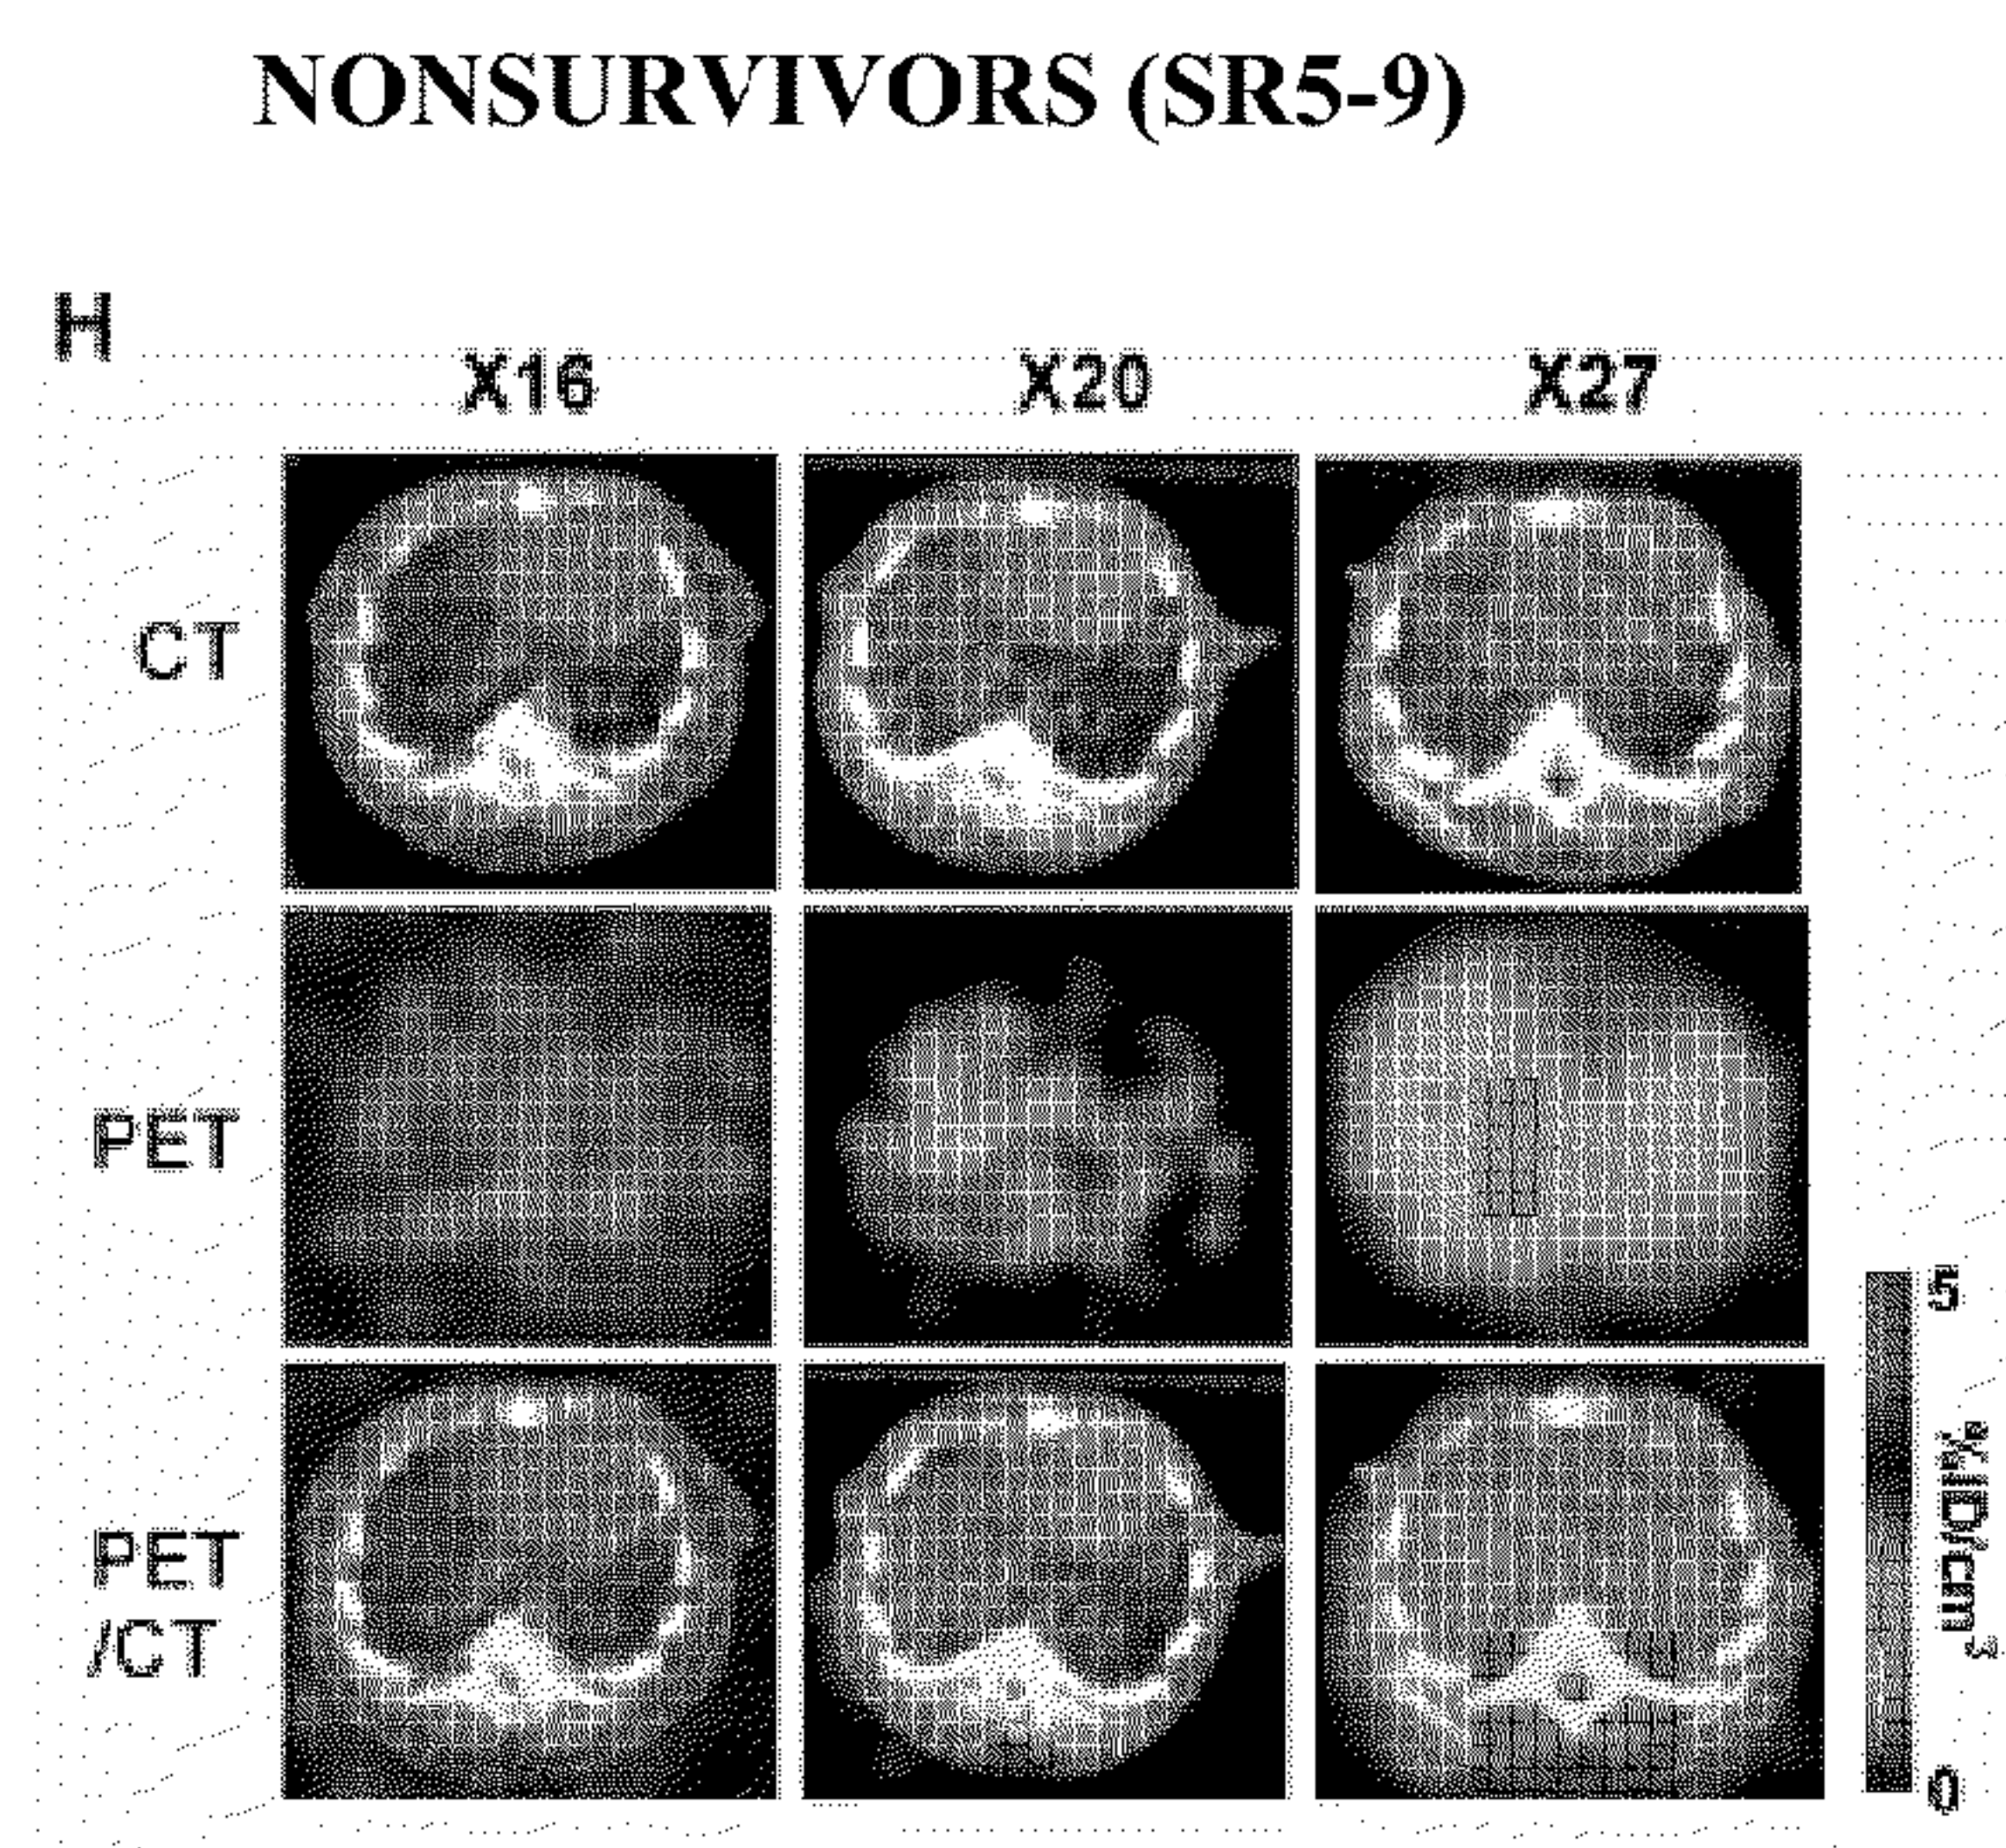 NONSURVIVORS (SR5-9)
H
X16 X20 X27
CT
PET
PET
/CT
5
%ID/cm³
0